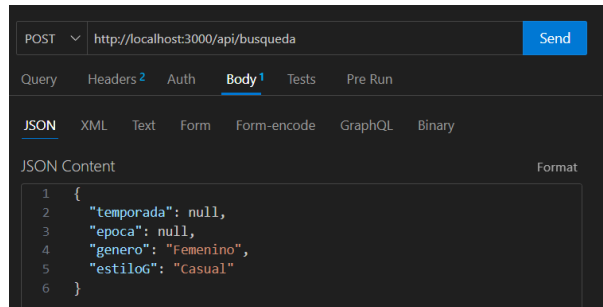 POST http://localhost:3000/api/busqueda Send
Query Headers 2 Auth Body 1 Tests Pre Run
JSON XML Text Form Form-encode GraphQL Binary
JSON Content Format
1 {
2 "temporada": null,
3 "epoca": null,
4 "genero": "Femenino",
5 "estiloG": "Casual"
6 }